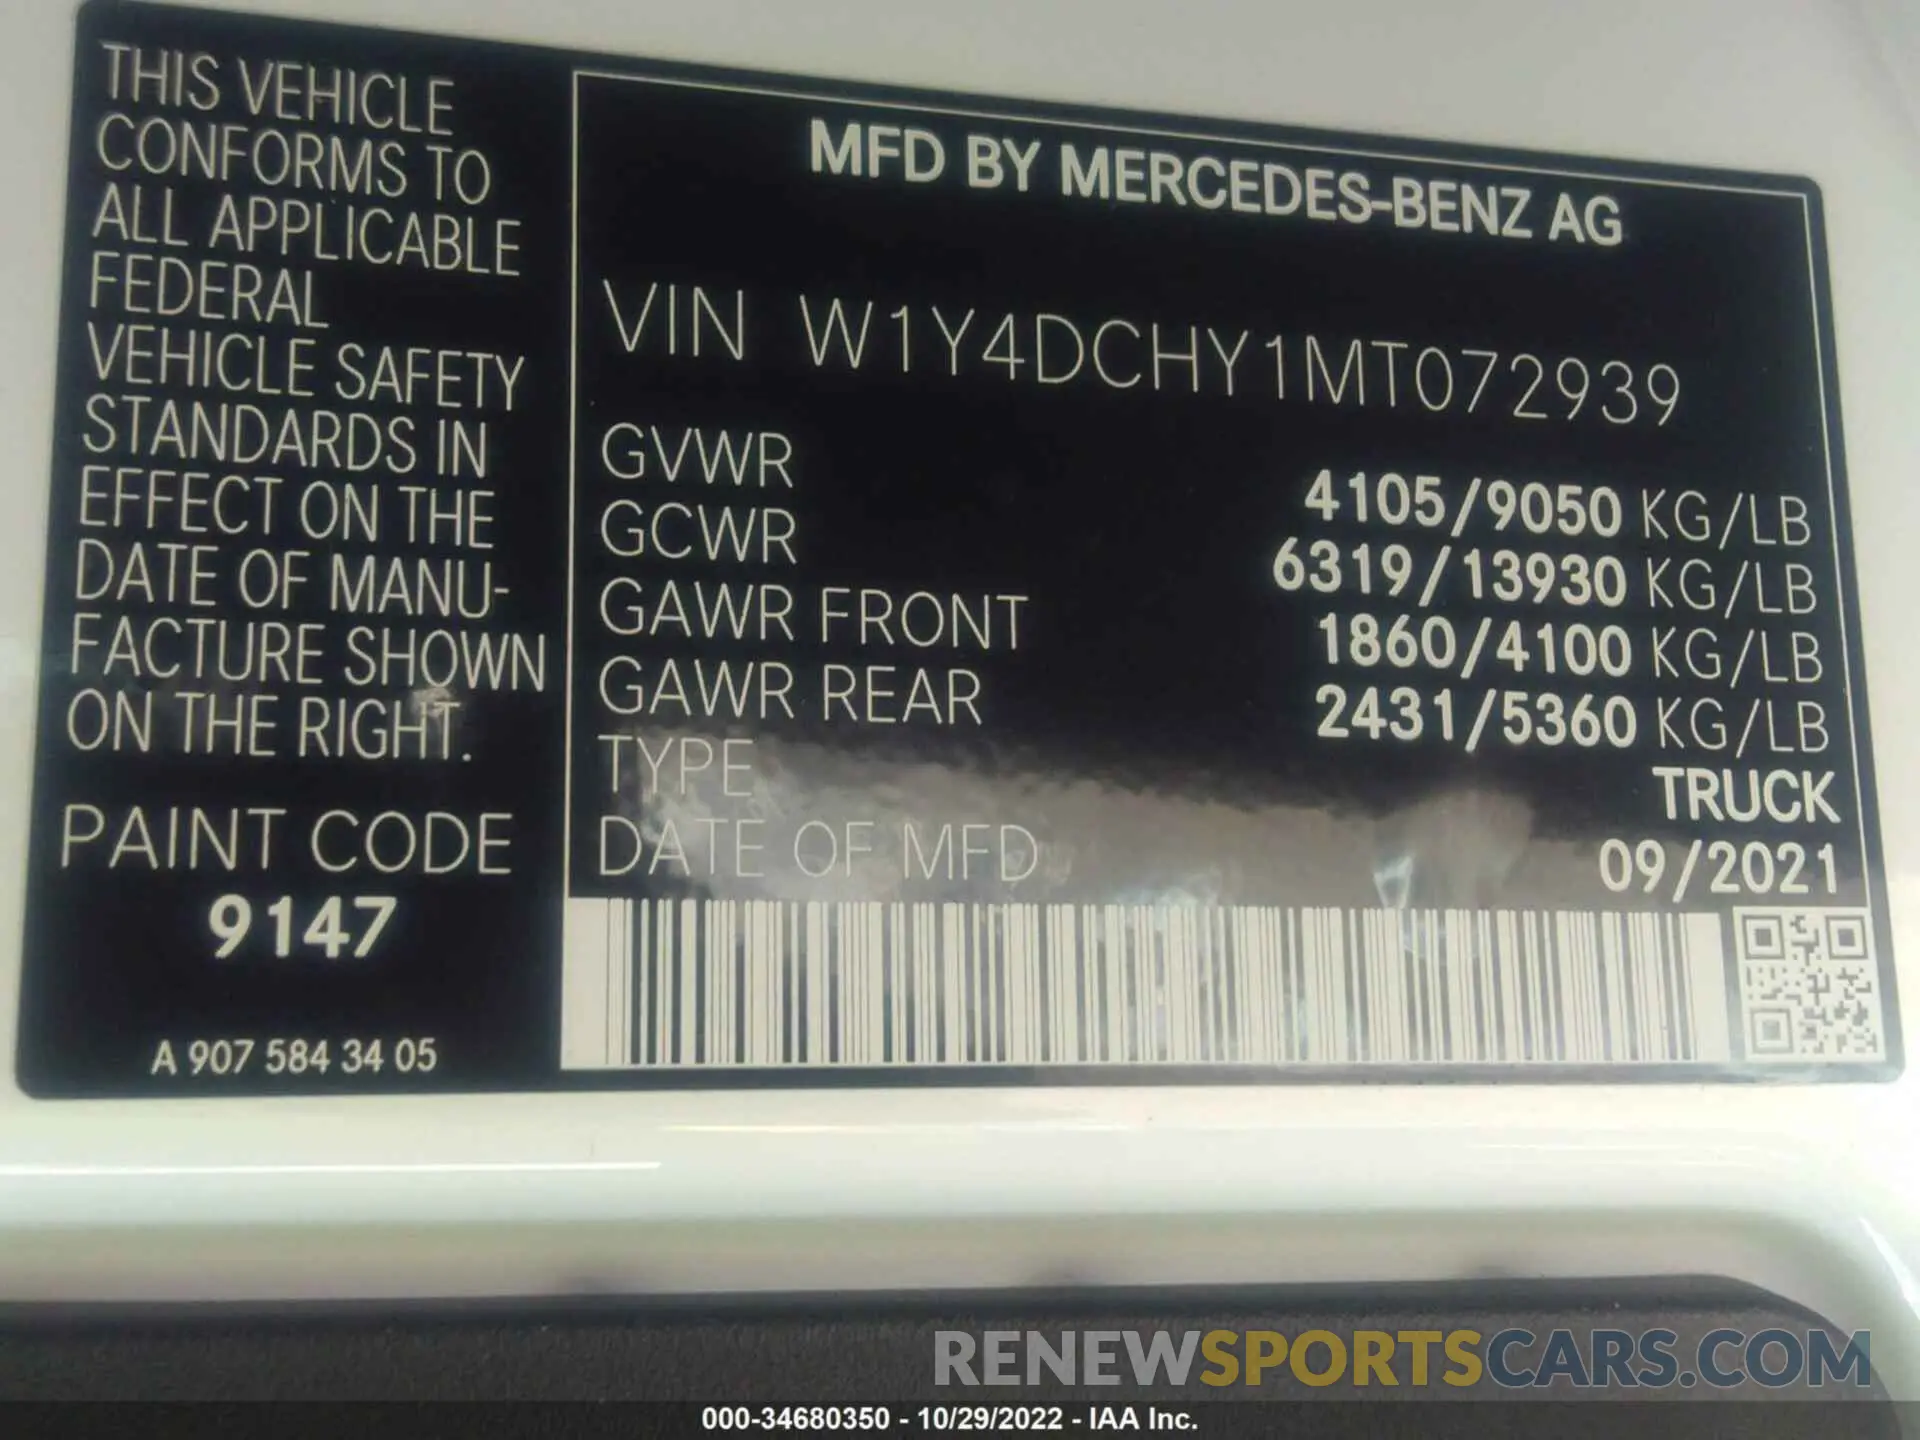 THIS VEHICLE
CONFORMS TO
ALL APPLICABLE
FEDERAL
VEHICLE SAFETY
STANDARDS IN
EFFECT ON THE
DATE OF MANU-
FACTURE SHOWN
ON THE RIGHT.
PAINT CODE
9147
A 907 584 34 05
MFD BY MERCEDES-BENZ AG
VIN W1Y4DCHY1MT072939
GVWR 4105/9050 KG/LB
GCWR 6319/13930 KG/LB
GAWR FRONT 1860/4100 KG/LB
GAWR REAR 2431/5360 KG/LB
TYPE TRUCK
DATE OF MFD 09/2021
RENEWSPORTSCARS.COM
000-34680350 - 10/29/2022 - IAA Inc.